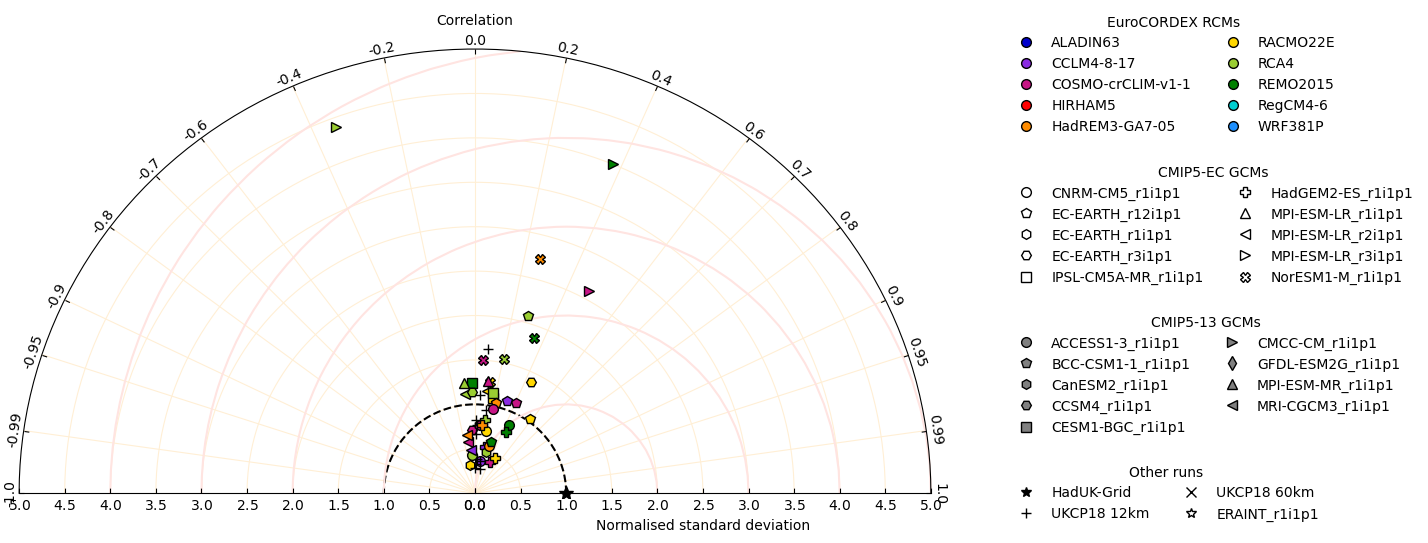 Correlation
0.0
-0.2
0.2
-0.4
0.4
-0.6
0.6
-0.7
0.7
-0.8
0.8
-0.9
0.9
-0.95
0.95
-0.99
0.99
-1.0
1.0
5.0 4.5 4.0 3.5 3.0 2.5 2.0 1.5 1.0 0.5 0.0 0.5 1.0 1.5 2.0 2.5 3.0 3.5 4.0 4.5 5.0
Normalised standard deviation
EuroCORDEX RCMs
ALADIN63 RACMO22E
CCLM4-8-17 RCA4
COSMO-crCLIM-v1-1 REMO2015
HIRHAM5 RegCM4-6
HadREM3-GA7-05 WRF381P
CMIP5-EC GCMs
CNRM-CM5_r1i1p1 HadGEM2-ES_r1i1p1
EC-EARTH_r12i1p1 MPI-ESM-LR_r1i1p1
EC-EARTH_r1i1p1 MPI-ESM-LR_r2i1p1
EC-EARTH_r3i1p1 MPI-ESM-LR_r3i1p1
IPSL-CM5A-MR_r1i1p1 NorESM1-M_r1i1p1
CMIP5-13 GCMs
ACCESS1-3_r1i1p1 CMCC-CM_r1i1p1
BCC-CSM1-1_r1i1p1 GFDL-ESM2G_r1i1p1
CanESM2_r1i1p1 MPI-ESM-MR_r1i1p1
CCSM4_r1i1p1 MRI-CGCM3_r1i1p1
CESM1-BGC_r1i1p1
Other runs
HadUK-Grid UKCP18 60km
UKCP18 12km ERAINT_r1i1p1